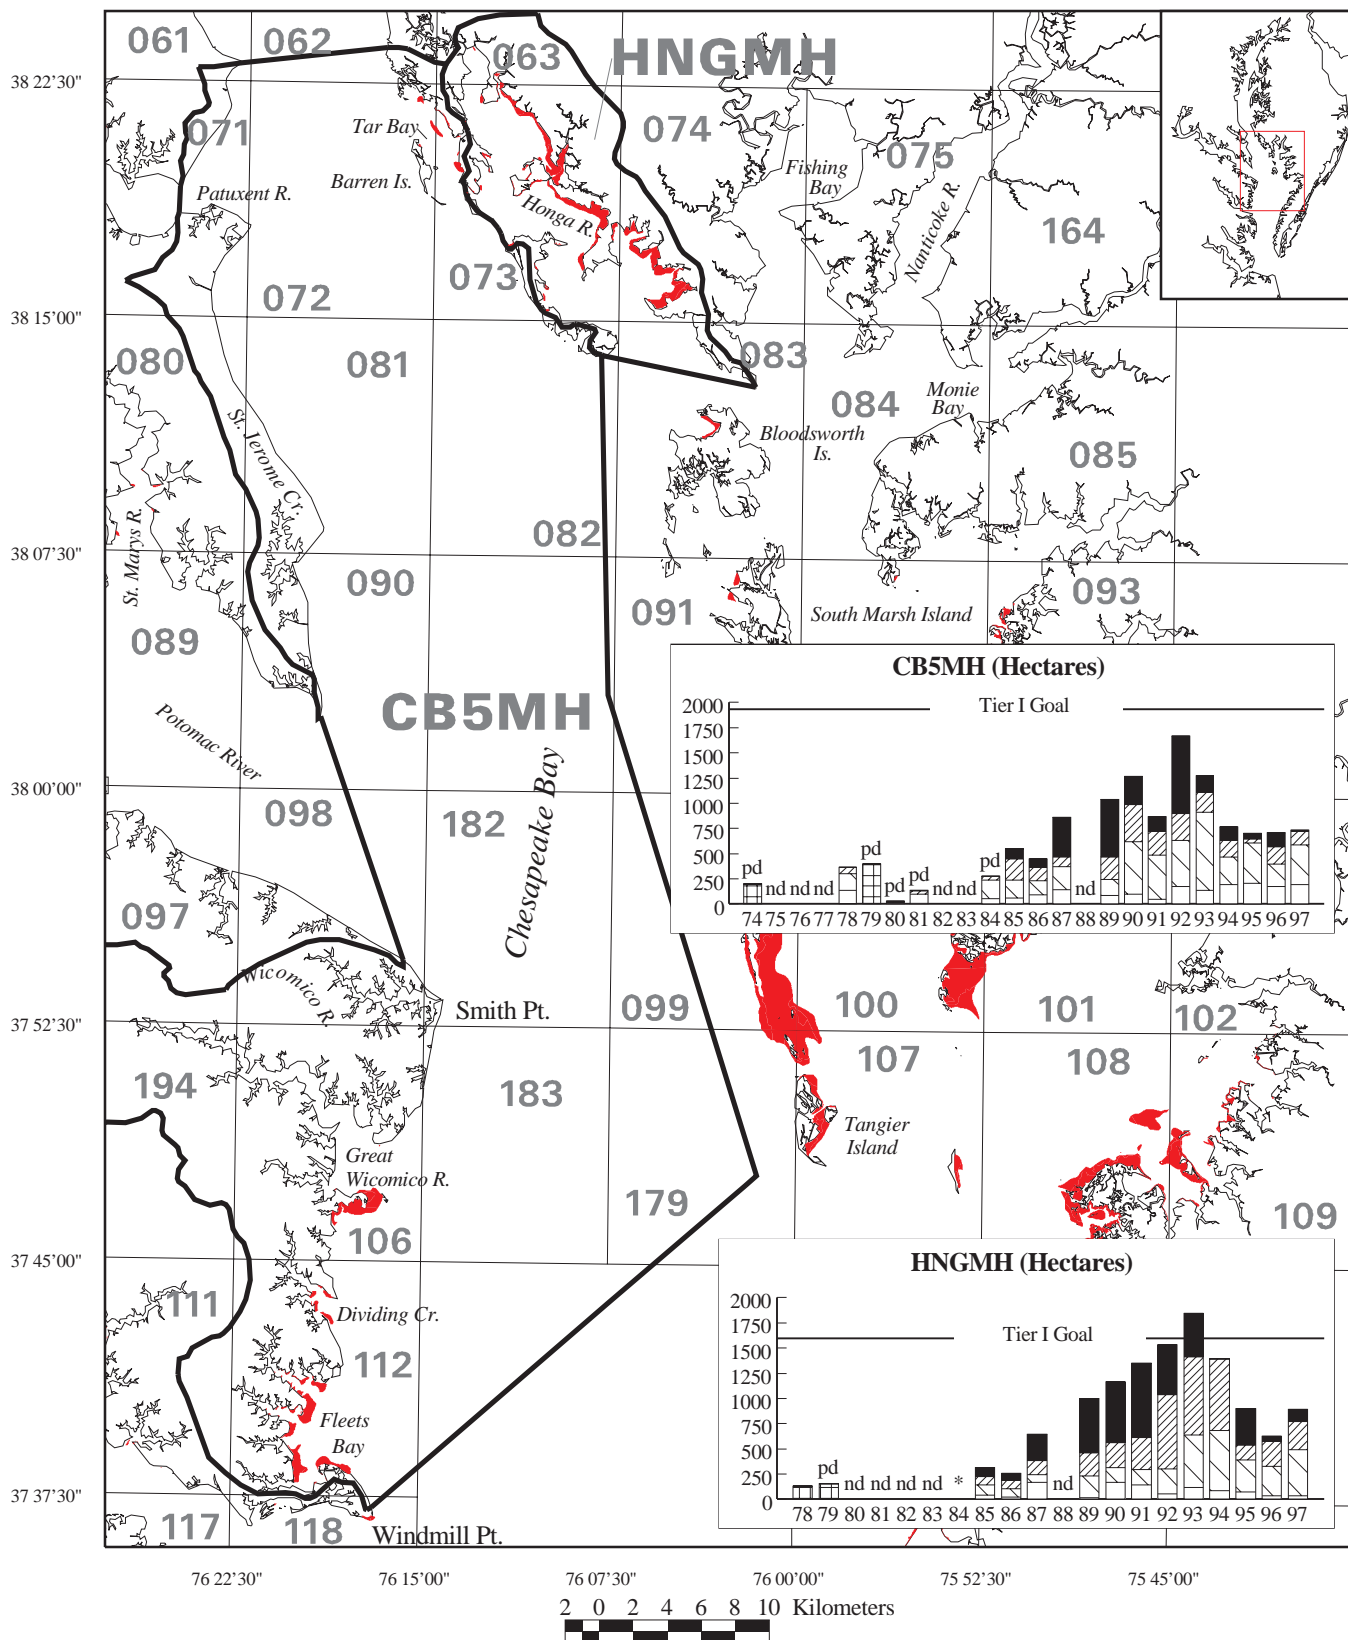 061
062
063
HNGMH
38 22'30"
071
Tar Bay
074
075
Fishing
Bay
Barren Is.
Patuxent R.
Honga R.
Nanticoke R.
164
073
072
38 15'00"
080
081
083
084
Monie
Bay
St. Jerome Cr.
Bloodsworth
Is.
085
St. Marys R.
082
38 07'30"
090
091
093
South Marsh Island
089
CB5MH
Potomac River
Chesapeake Bay
38 00'00"
098
182
CB5MH (Hectares)
Tier I Goal
2000
1750
1500
1250
1000
750
500
250
0
pd
nd nd nd
pd
pd
pd
nd nd
pd
nd
74 75 76 77 78 79 80 81 82 83 84 85 86 87 88 89 90 91 92 93 94 95 96 97
097
Wicomico R.
Smith Pt.
099
100
101
102
37 52'30"
194
183
107
108
Tangier
Island
Great
Wicomico R.
179
109
106
37 45'00"
111
Dividing Cr.
112
Fleets
Bay
HNGMH (Hectares)
Tier I Goal
2000
1750
1500
1250
1000
750
500
250
0
pd
nd nd nd nd * nd
78 79 80 81 82 83 84 85 86 87 88 89 90 91 92 93 94 95 96 97
37 37'30"
117
118
Windmill Pt.
76 22'30" 76 15'00" 76 07'30" 76 00'00" 75 52'30" 75 45'00"
2 0 2 4 6 8 10 Kilometers